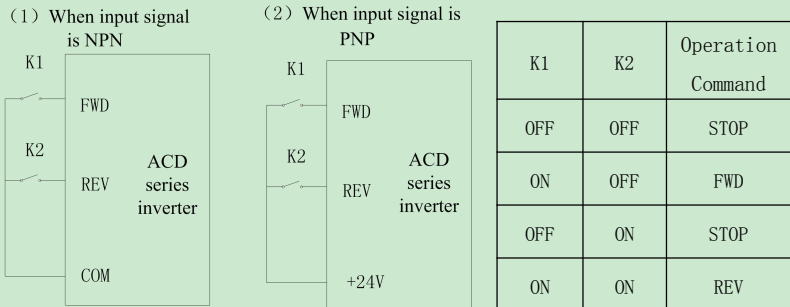 （1）When input signal
is NPN
K1
FWD
K2
REV
ACD
series
inverter
COM
（2）When input signal is
PNP
K1
FWD
K2
REV
ACD
series
inverter
+24V
K1 K2 Operation Command
OFF OFF STOP
ON OFF FWD
OFF ON STOP
ON ON REV